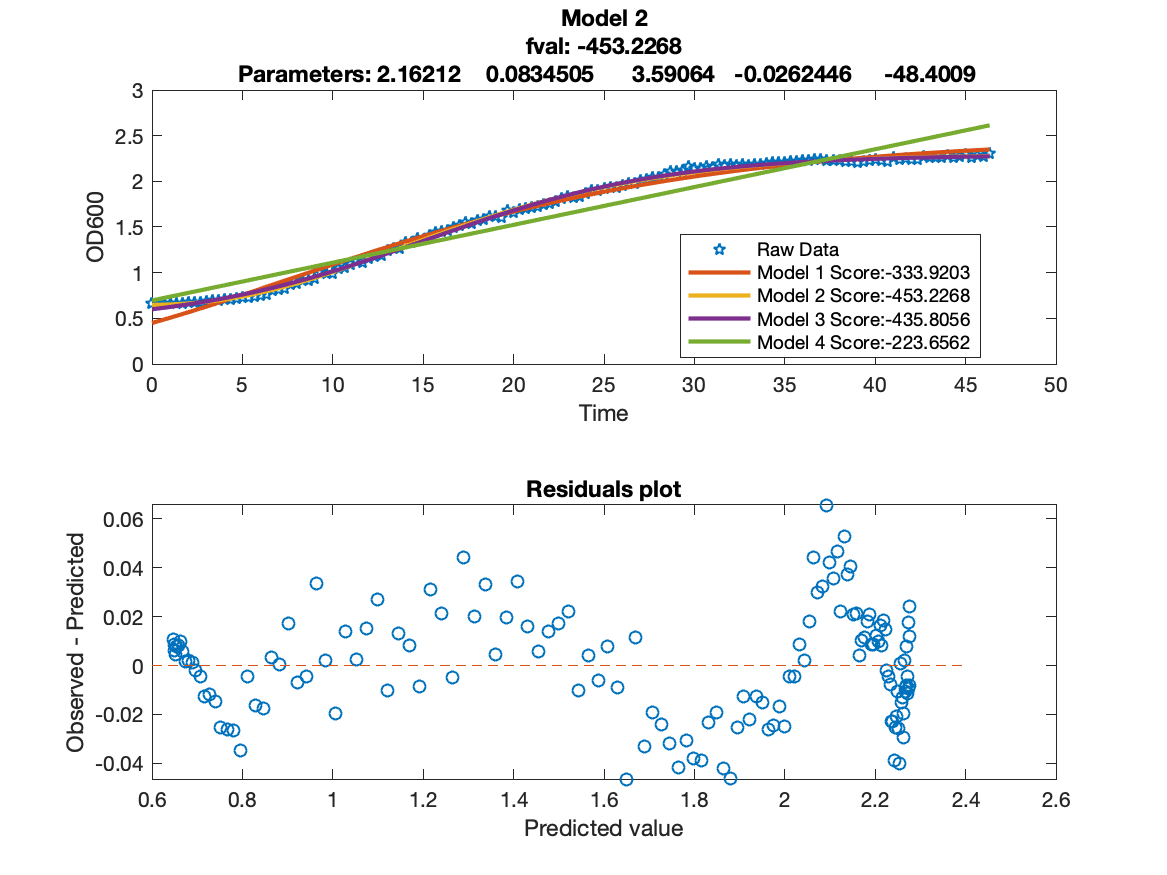 Model 2
fval: -453.2268
Parameters: 2.16212 0.0834505 3.59064 -0.0262446 -48.4009
3
2.5
2
1.5
1
0.5
0
OD600
Raw Data
Model 1 Score:-333.9203
Model 2 Score:-453.2268
Model 3 Score:-435.8056
Model 4 Score:-223.6562
0 5 10 15 20 25 30 35 40 45 50
Time
Residuals plot
0.06
0.04
0.02
0
-0.02
-0.04
Observed - Predicted
0.6 0.8 1 1.2 1.4 1.6 1.8 2 2.2 2.4 2.6
Predicted value